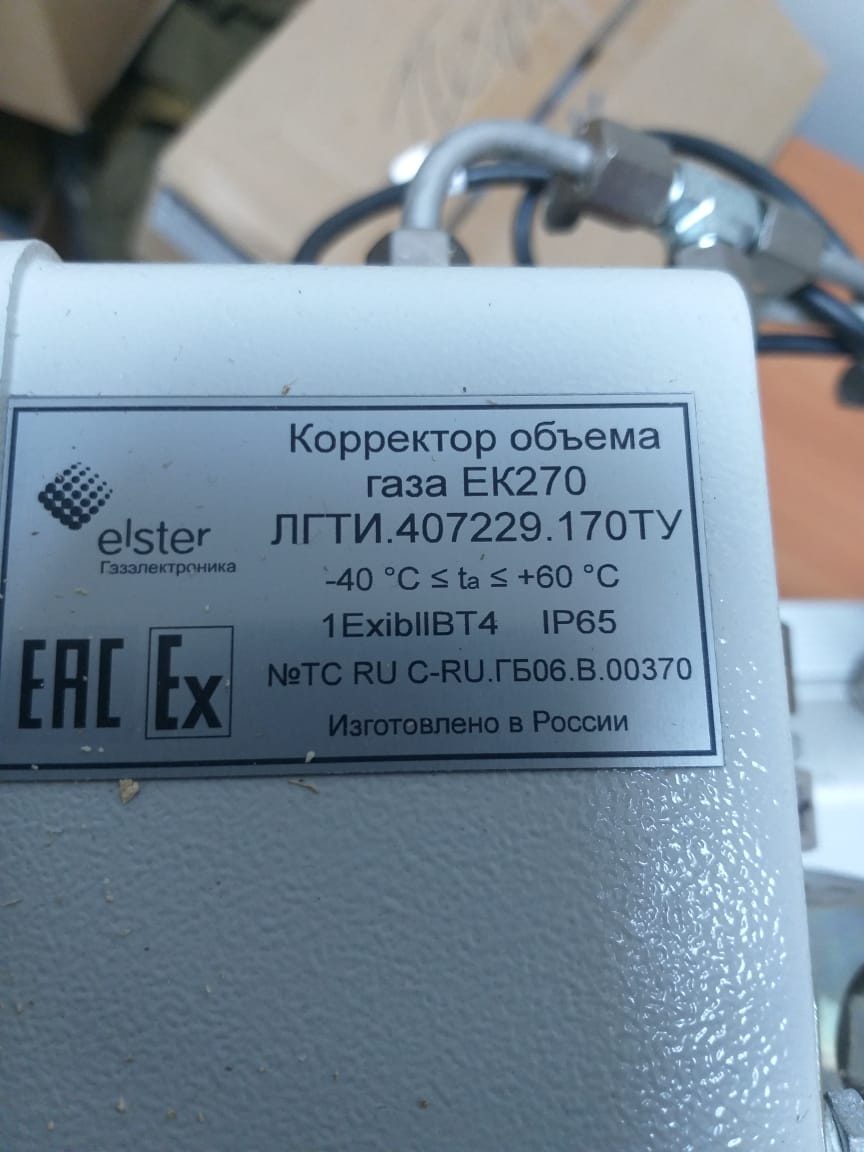 Корректор объема
газа ЕК270
ЛГТИ.407229.170ТУ
-40 °C ≤ ta ≤ +60 °C
1ExibIIBT4 IP65
№ТС RU C-RU.ГБ06.В.00370
Изготовлено в России
elster
Газэлектроника
EAC Ex